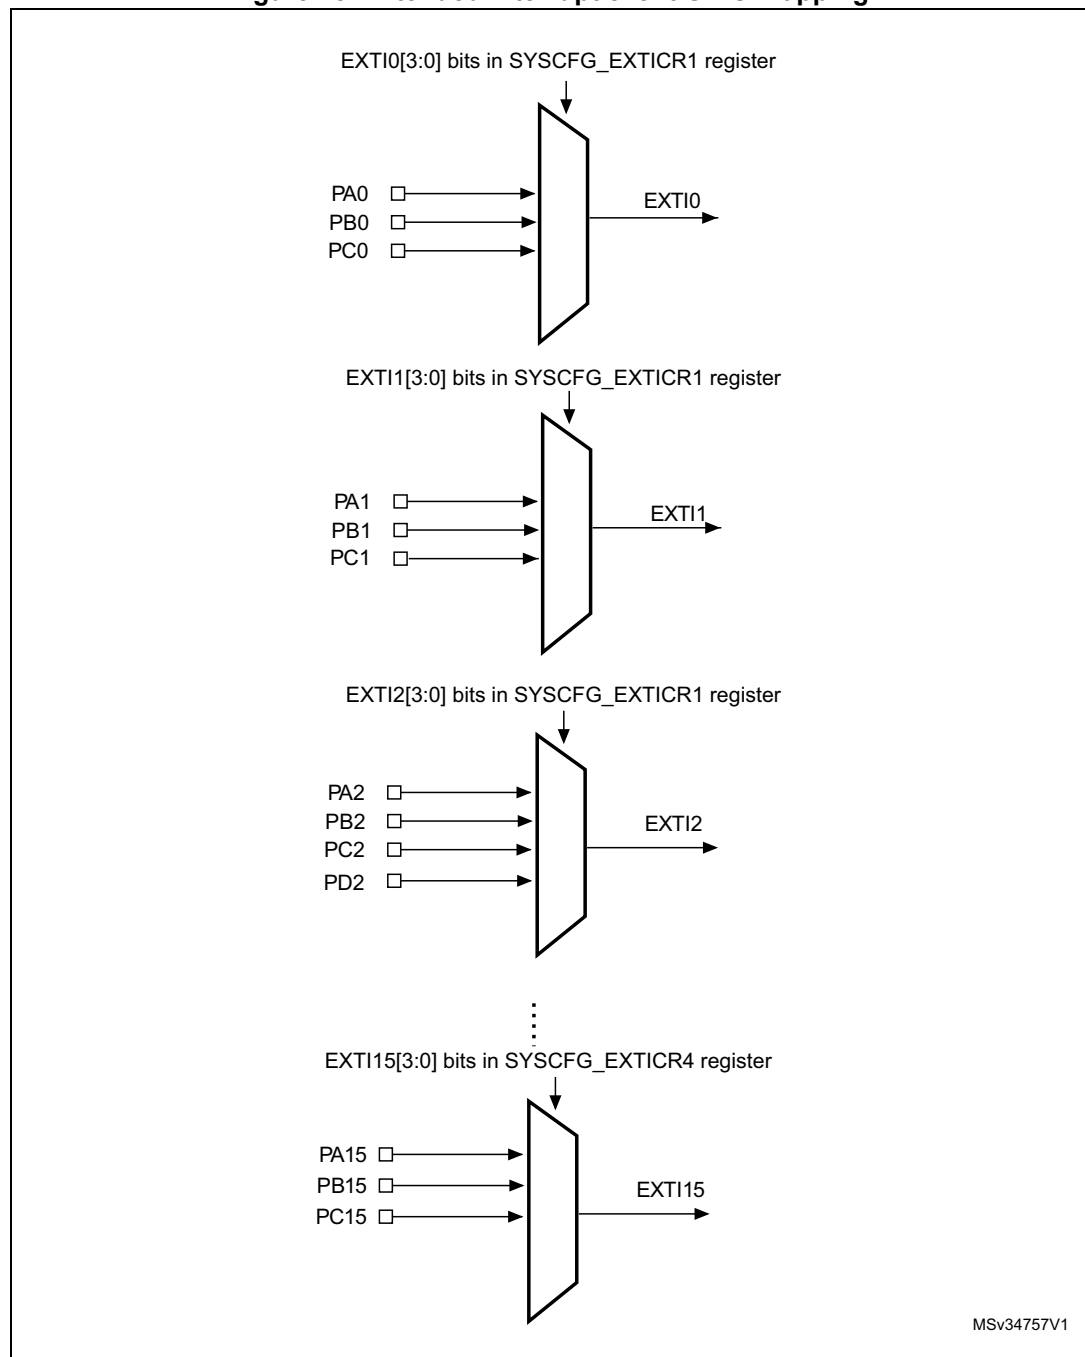 EXTI0[3:0] bits in SYSCFG_EXTICR1 register
PA0
PB0
PC0
EXTI0
EXTI1[3:0] bits in SYSCFG_EXTICR1 register
PA1
PB1
PC1
EXTI1
EXTI2[3:0] bits in SYSCFG_EXTICR1 register
PA2
PB2
PC2
PD2
EXTI2
EXTI15[3:0] bits in SYSCFG_EXTICR4 register
PA15
PB15
PC15
EXTI15
MSv34757V1